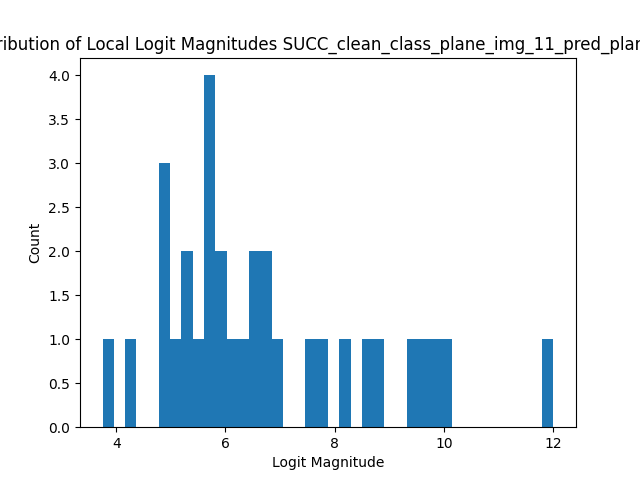 ribution of Local Logit Magnitudes SUCC_clean_class_plane_img_11_pred_plan
4.0
3.5
3.0
2.5
2.0
1.5
1.0
0.5
0.0
Count
4 6 8 10 12
Logit Magnitude